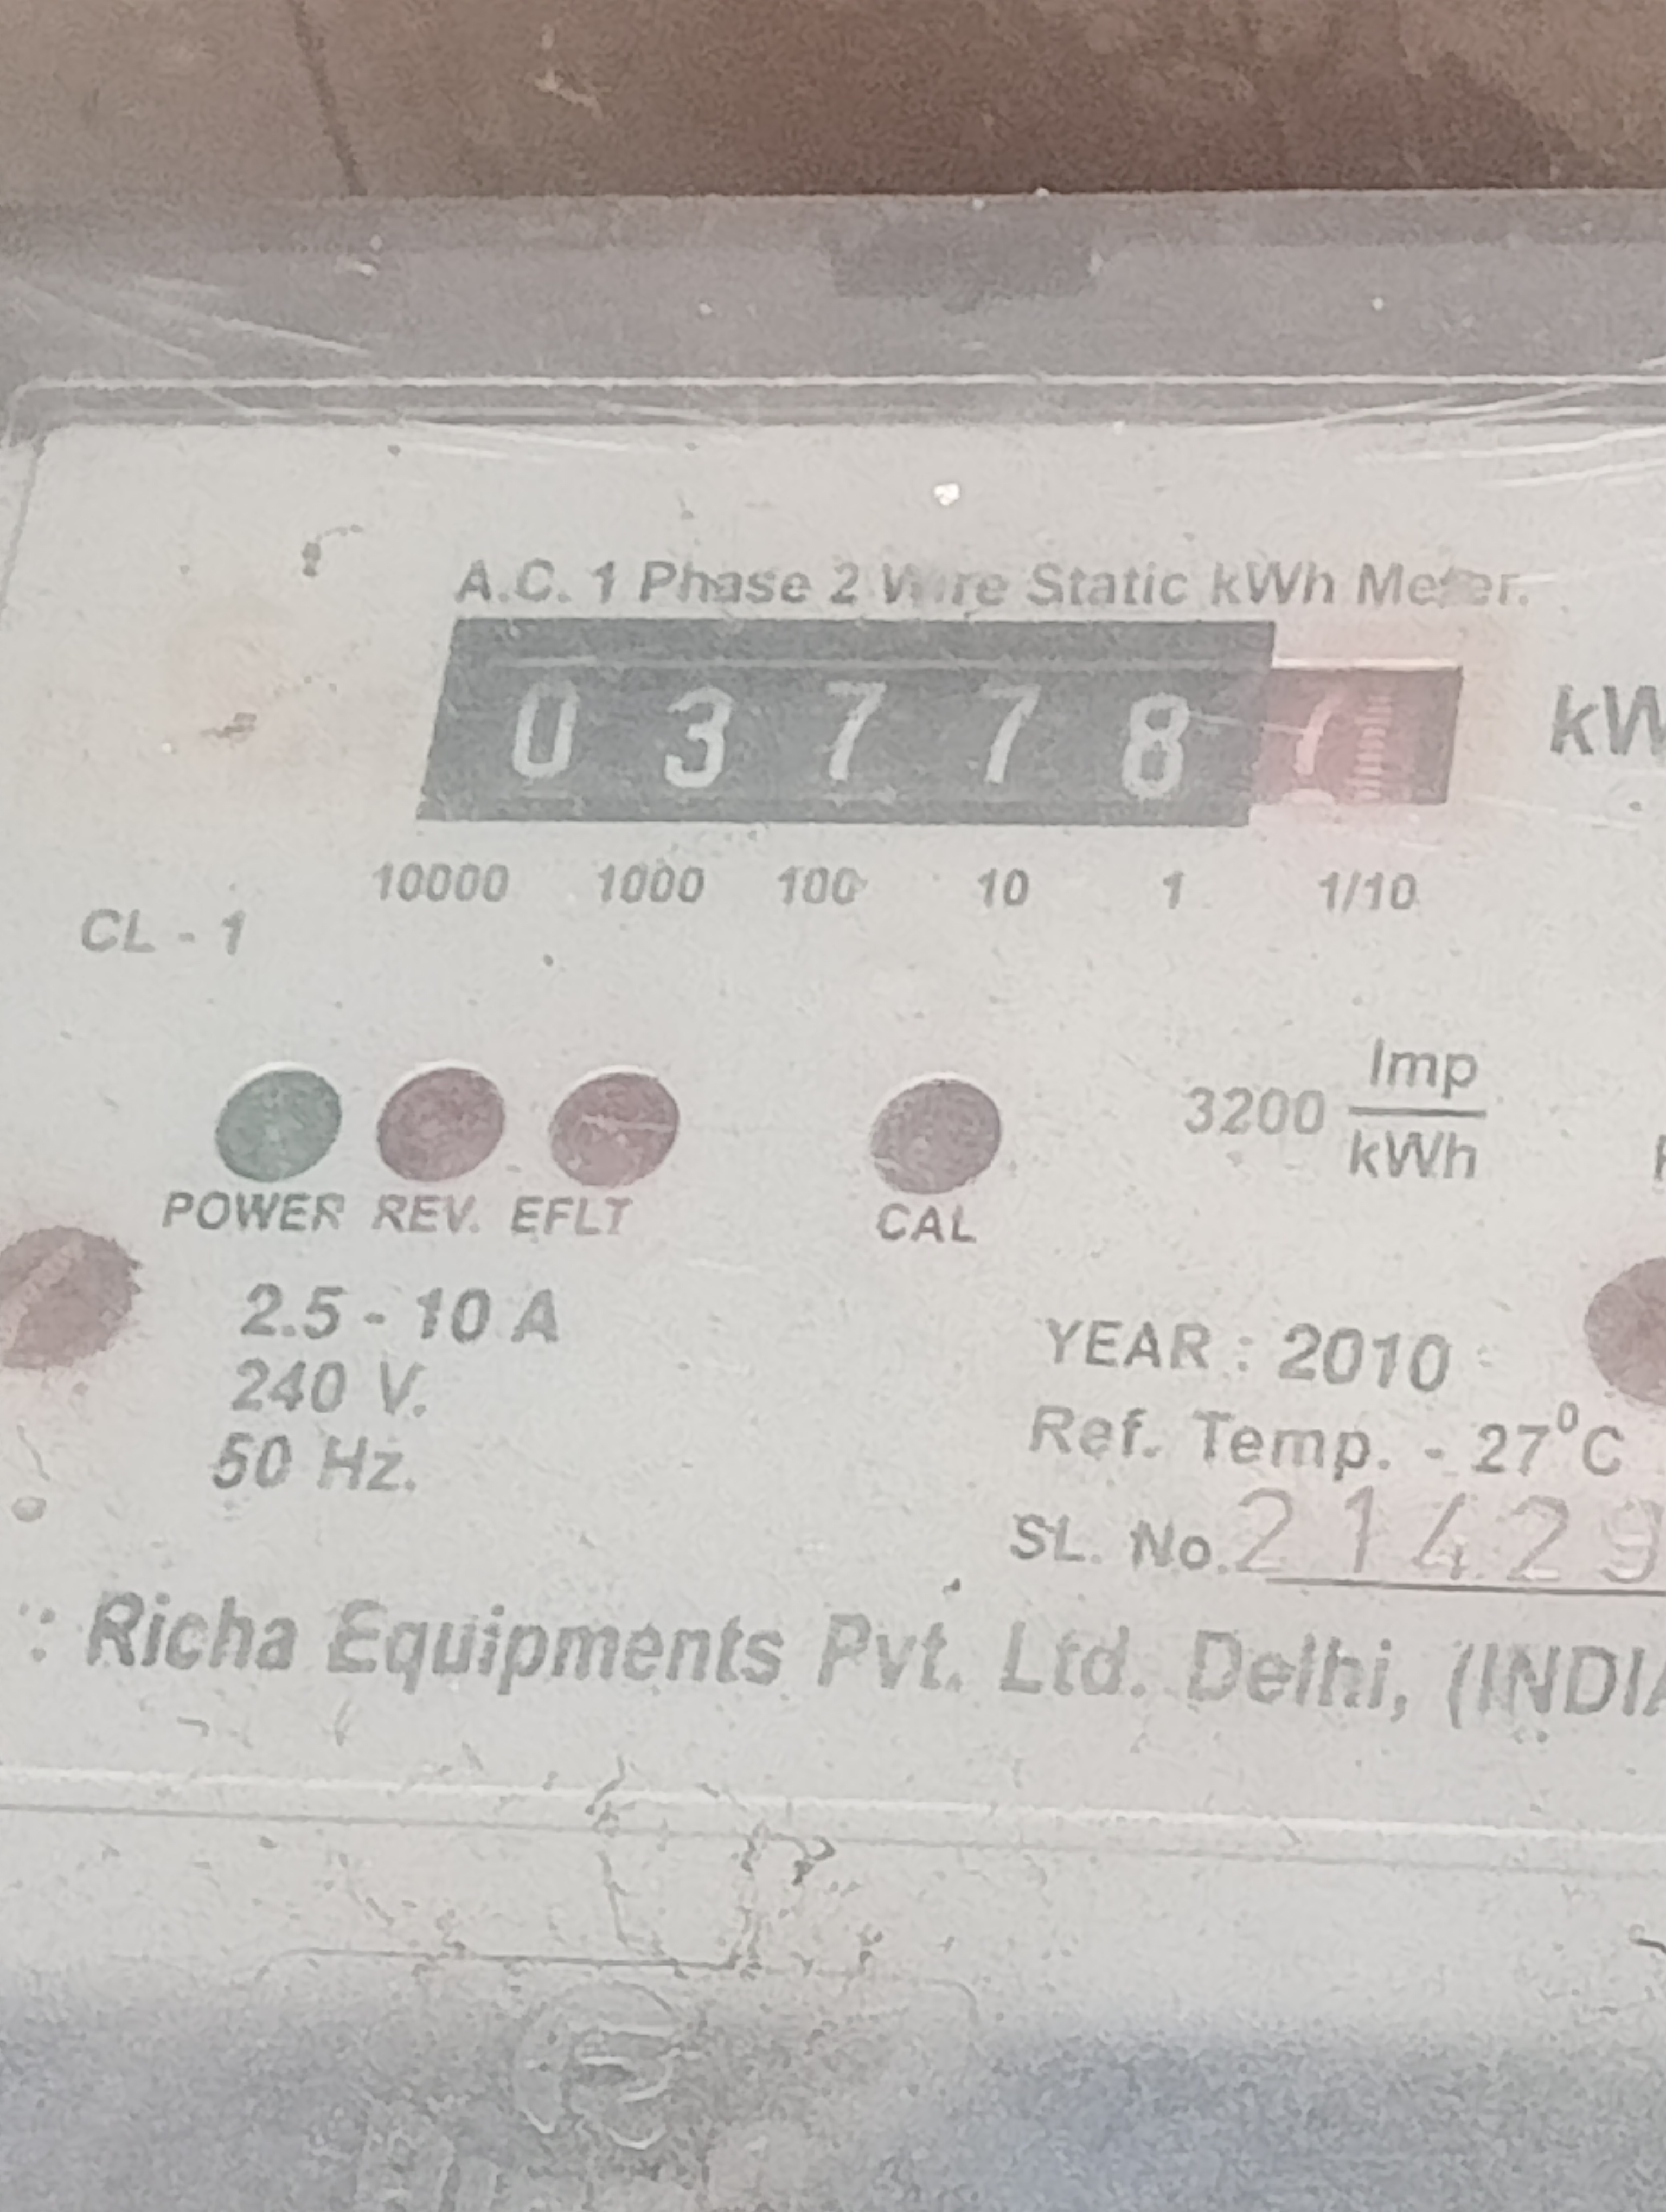 A.C. 1 Phase 2 Wire Static kWh Meter.
0 3 7 7 8 7 kW
10000 1000 100 10 1 1/10
CL - 1
3200 Imp/kWh
POWER REV. EFLT CAL
2.5 - 10 A
240 V.
50 Hz.
YEAR : 2010
Ref. Temp. - 27°C
SL. No. 21429
: Richa Equipments Pvt. Ltd. Delhi, (INDIA